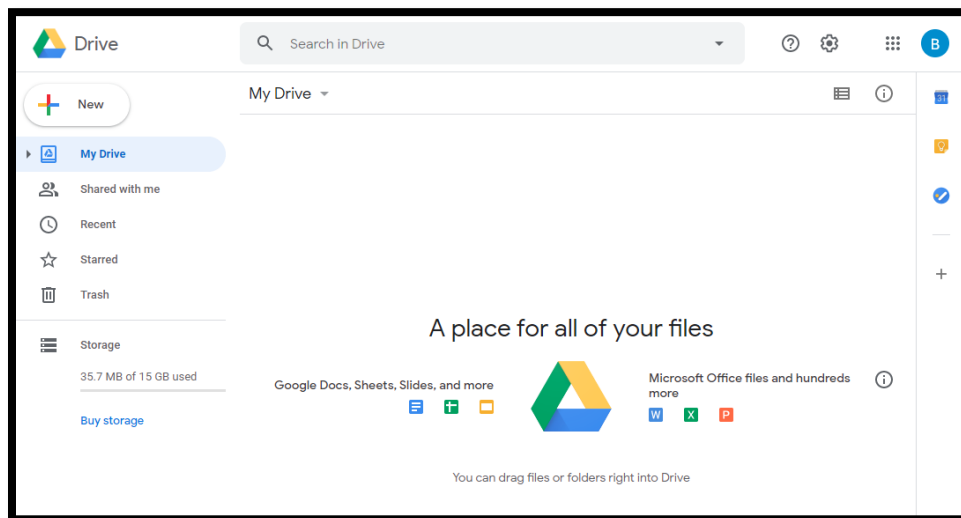 Drive
Search in Drive
B
New
My Drive
31
My Drive
Shared with me
Recent
Starred
Trash
Storage
35.7 MB of 15 GB used
Buy storage
A place for all of your files
Google Docs, Sheets, Slides, and more
Microsoft Office files and hundreds
more
W X P
You can drag files or folders right into Drive